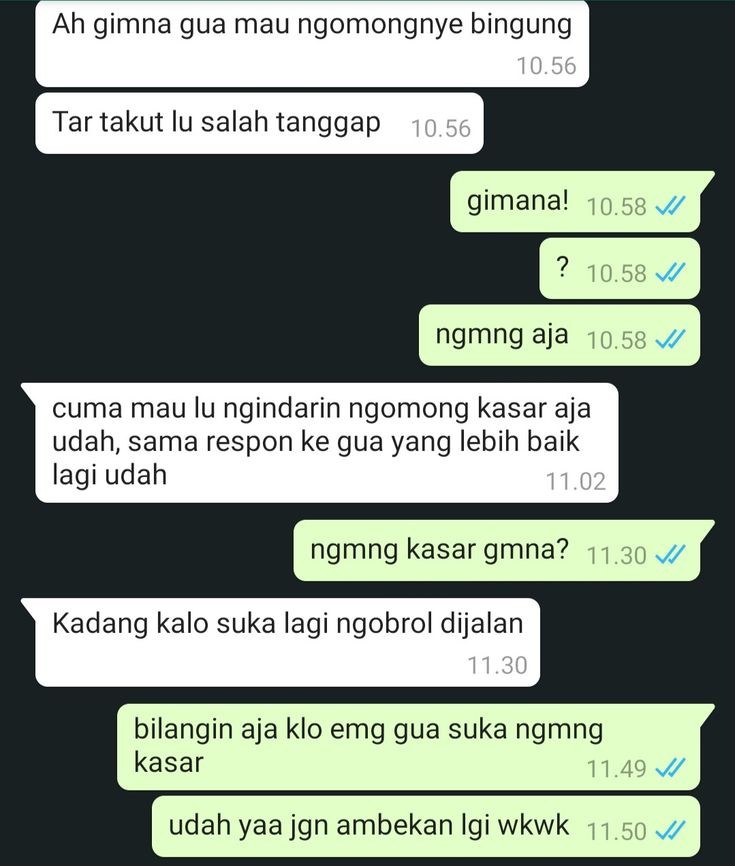 Ah gimna gua mau ngomongnye bingung
10.56
Tar takut lu salah tanggap 10.56
gimana! 10.58
? 10.58
ngmng aja 10.58
cuma mau lu ngindarin ngomong kasar aja
udah, sama respon ke gua yang lebih baik
lagi udah 11.02
ngmng kasar gmna? 11.30
Kadang kalo suka lagi ngobrol dijalan
11.30
bilangin aja klo emg gua suka ngmng
kasar 11.49
udah yaa jgn ambekan lgi wkwk 11.50